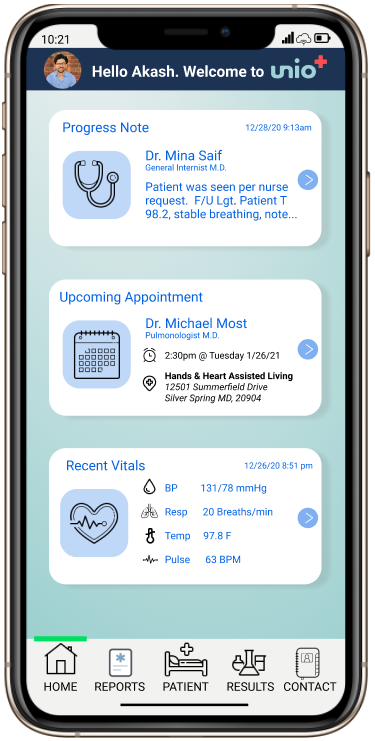 10:21
Hello Akash. Welcome to unio
Progress Note
12/28/20 9:13am
Dr. Mina Saif
General Internist M.D.
Patient was seen per nurse
request. F/U Lgt. Patient T
98.2, stable breathing, note...
Upcoming Appointment
Dr. Michael Most
Pulmonologist M.D.
2:30pm @ Tuesday 1/26/21
Hands & Heart Assisted Living
12501 Summerfield Drive
Silver Spring MD, 20904
Recent Vitals
12/26/20 8:51 pm
BP 131/78 mmHg
Resp 20 Breaths/min
Temp 97.8 F
Pulse 63 BPM
HOME REPORTS PATIENT RESULTS CONTACT